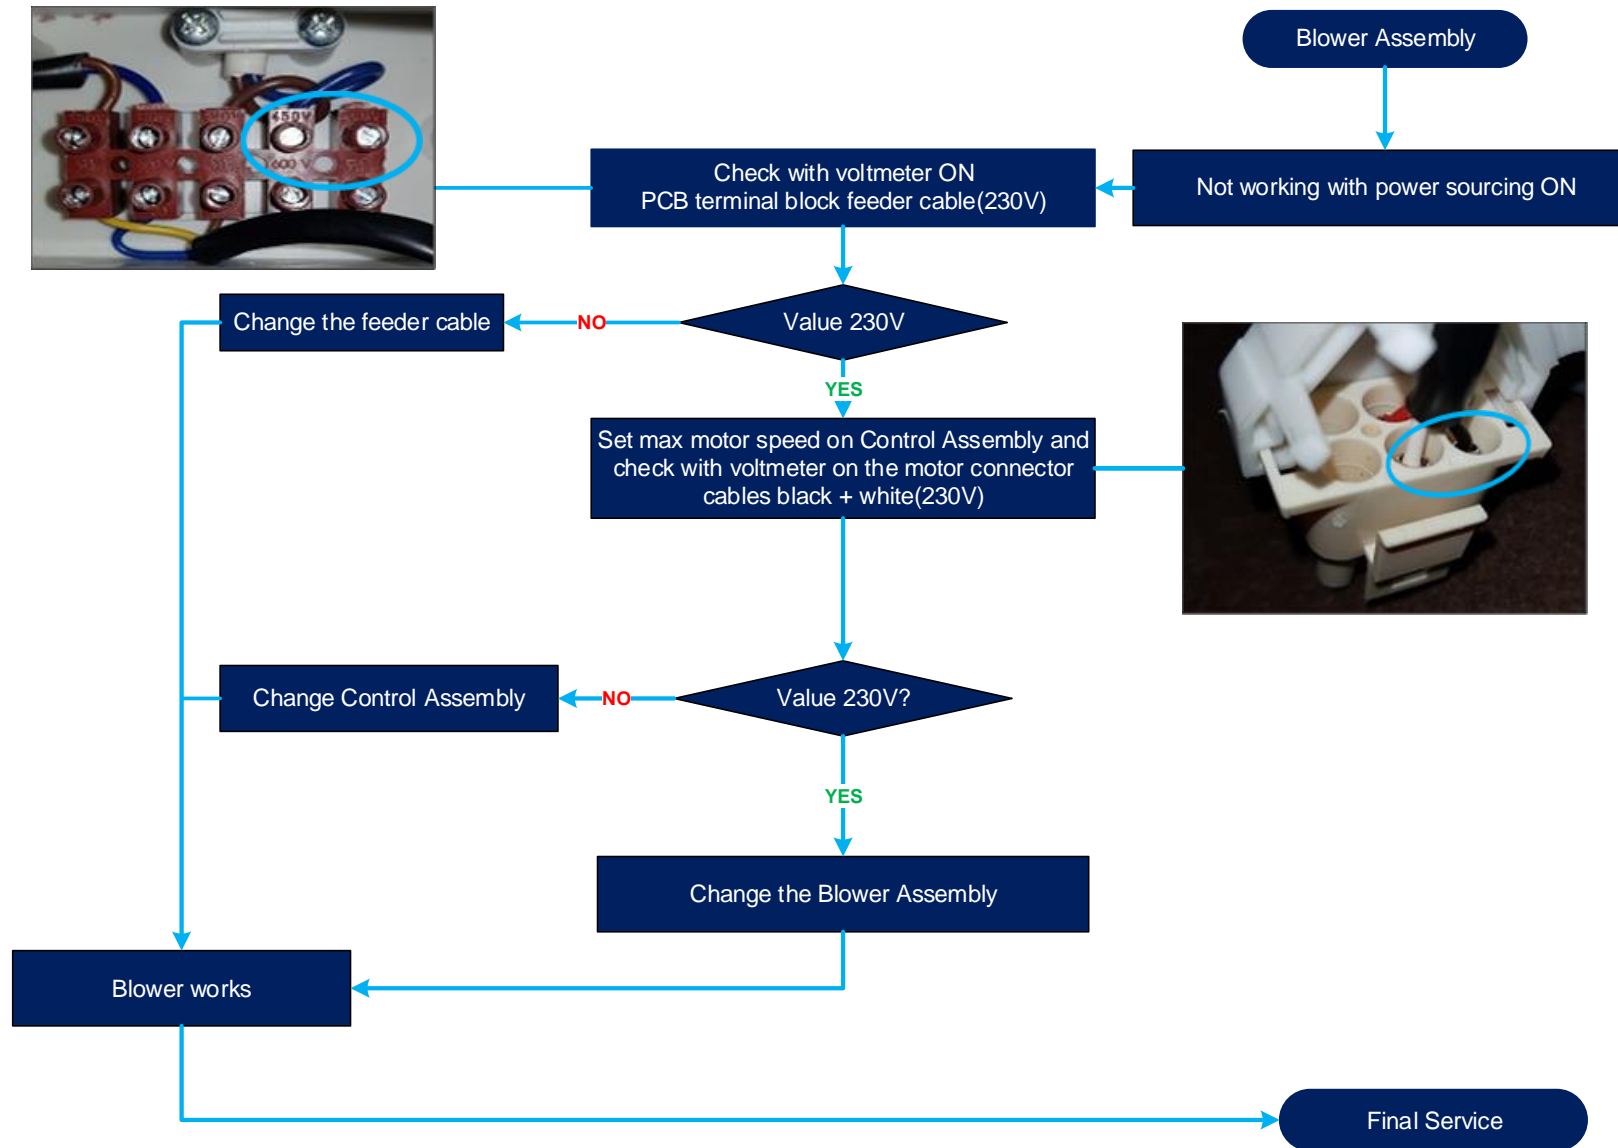 Blower Assembly
Not working with power sourcing ON
Check with voltmeter ON
PCB terminal block feeder cable(230V)
450V
Value 230V
NO
Change the feeder cable
YES
Set max motor speed on Control Assembly and
check with voltmeter on the motor connector
cables black + white(230V)
Value 230V?
NO
Change Control Assembly
YES
Change the Blower Assembly
Blower works
Final Service